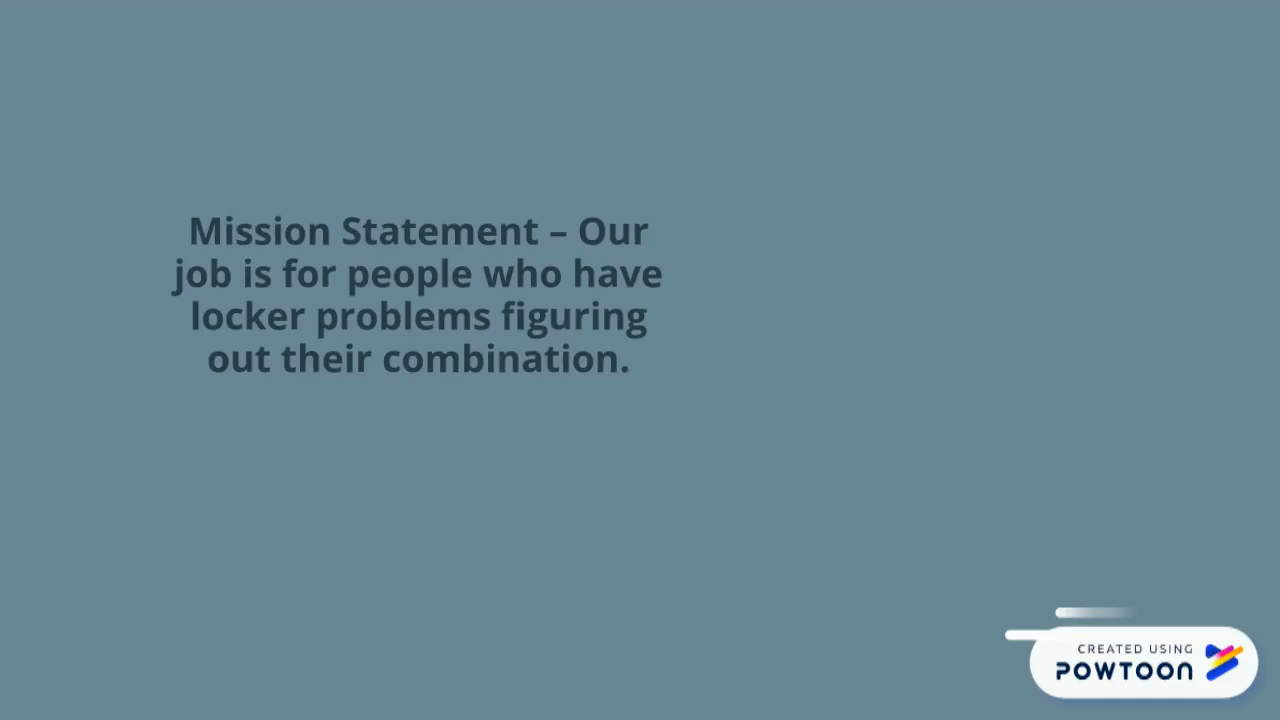 Mission Statement – Our
job is for people who have
locker problems figuring
out their combination.
CREATED USING
POWTOON